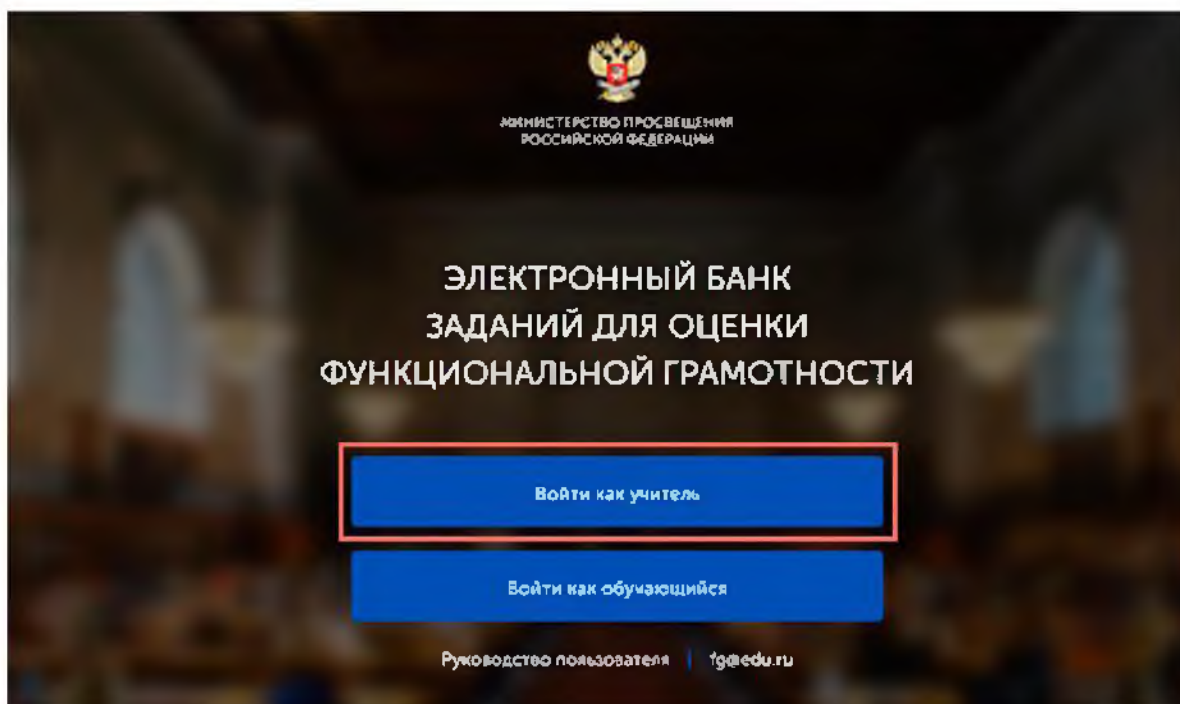 МИНИСТЕРСТВО ПРОСВЕЩЕНИЯ
РОССИЙСКОЙ ФЕДЕРАЦИИ
ЭЛЕКТРОННЫЙ БАНК
ЗАДАНИЙ ДЛЯ ОЦЕНКИ
ФУНКЦИОНАЛЬНОЙ ГРАМОТНОСТИ
Войти как учитель
Войти как обучающийся
Руководство пользователя | fg@edu.ru